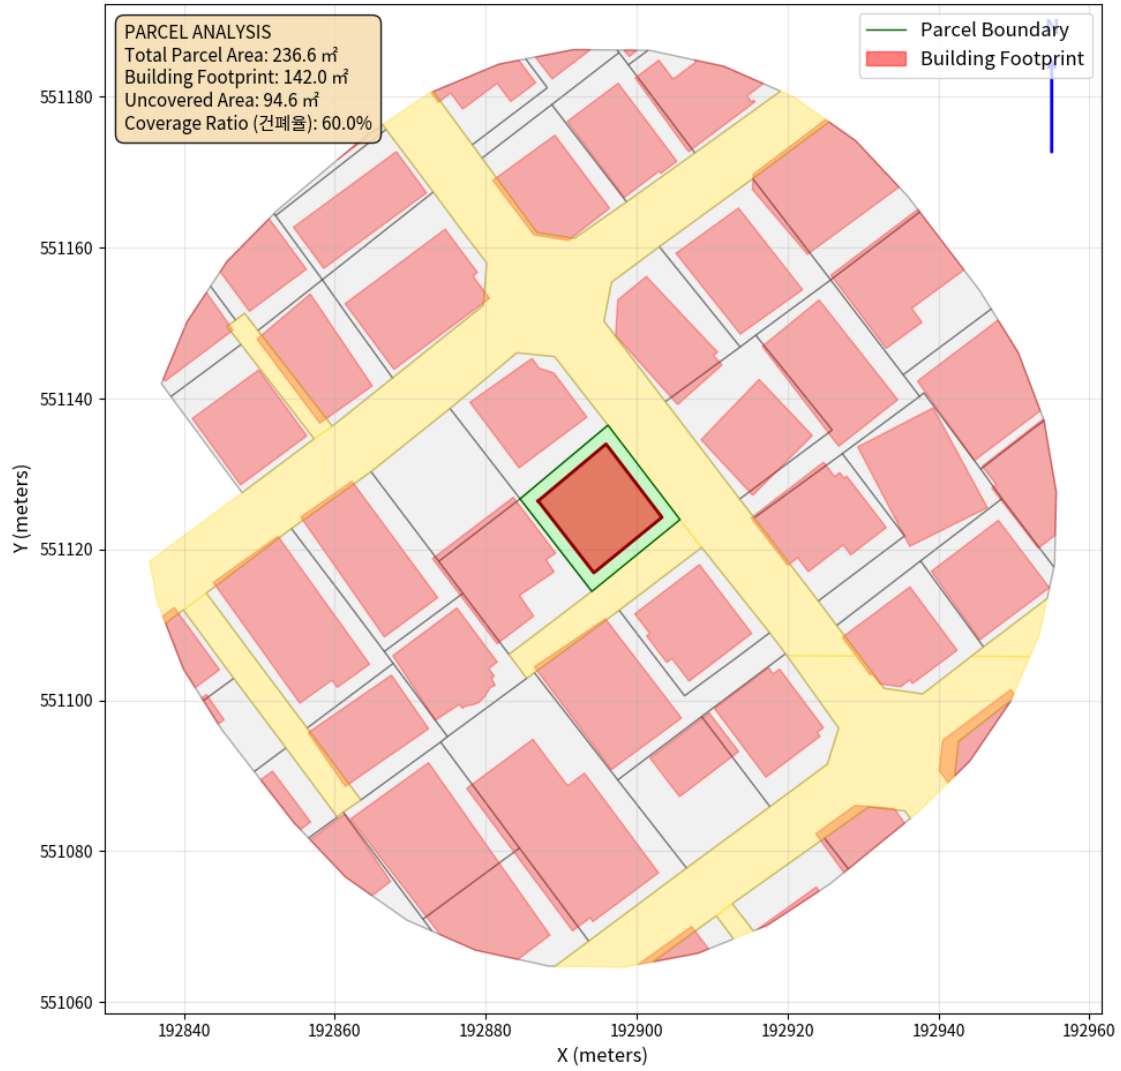 PARCEL ANALYSIS
Total Parcel Area: 236.6 ㎡
Building Footprint: 142.0 ㎡
Uncovered Area: 94.6 ㎡
Coverage Ratio (건폐율): 60.0%
Parcel Boundary
Building Footprint
N
551180
551160
551140
551120
551100
551080
551060
Y (meters)
192840
192860
192880
192900
192920
192940
192960
X (meters)